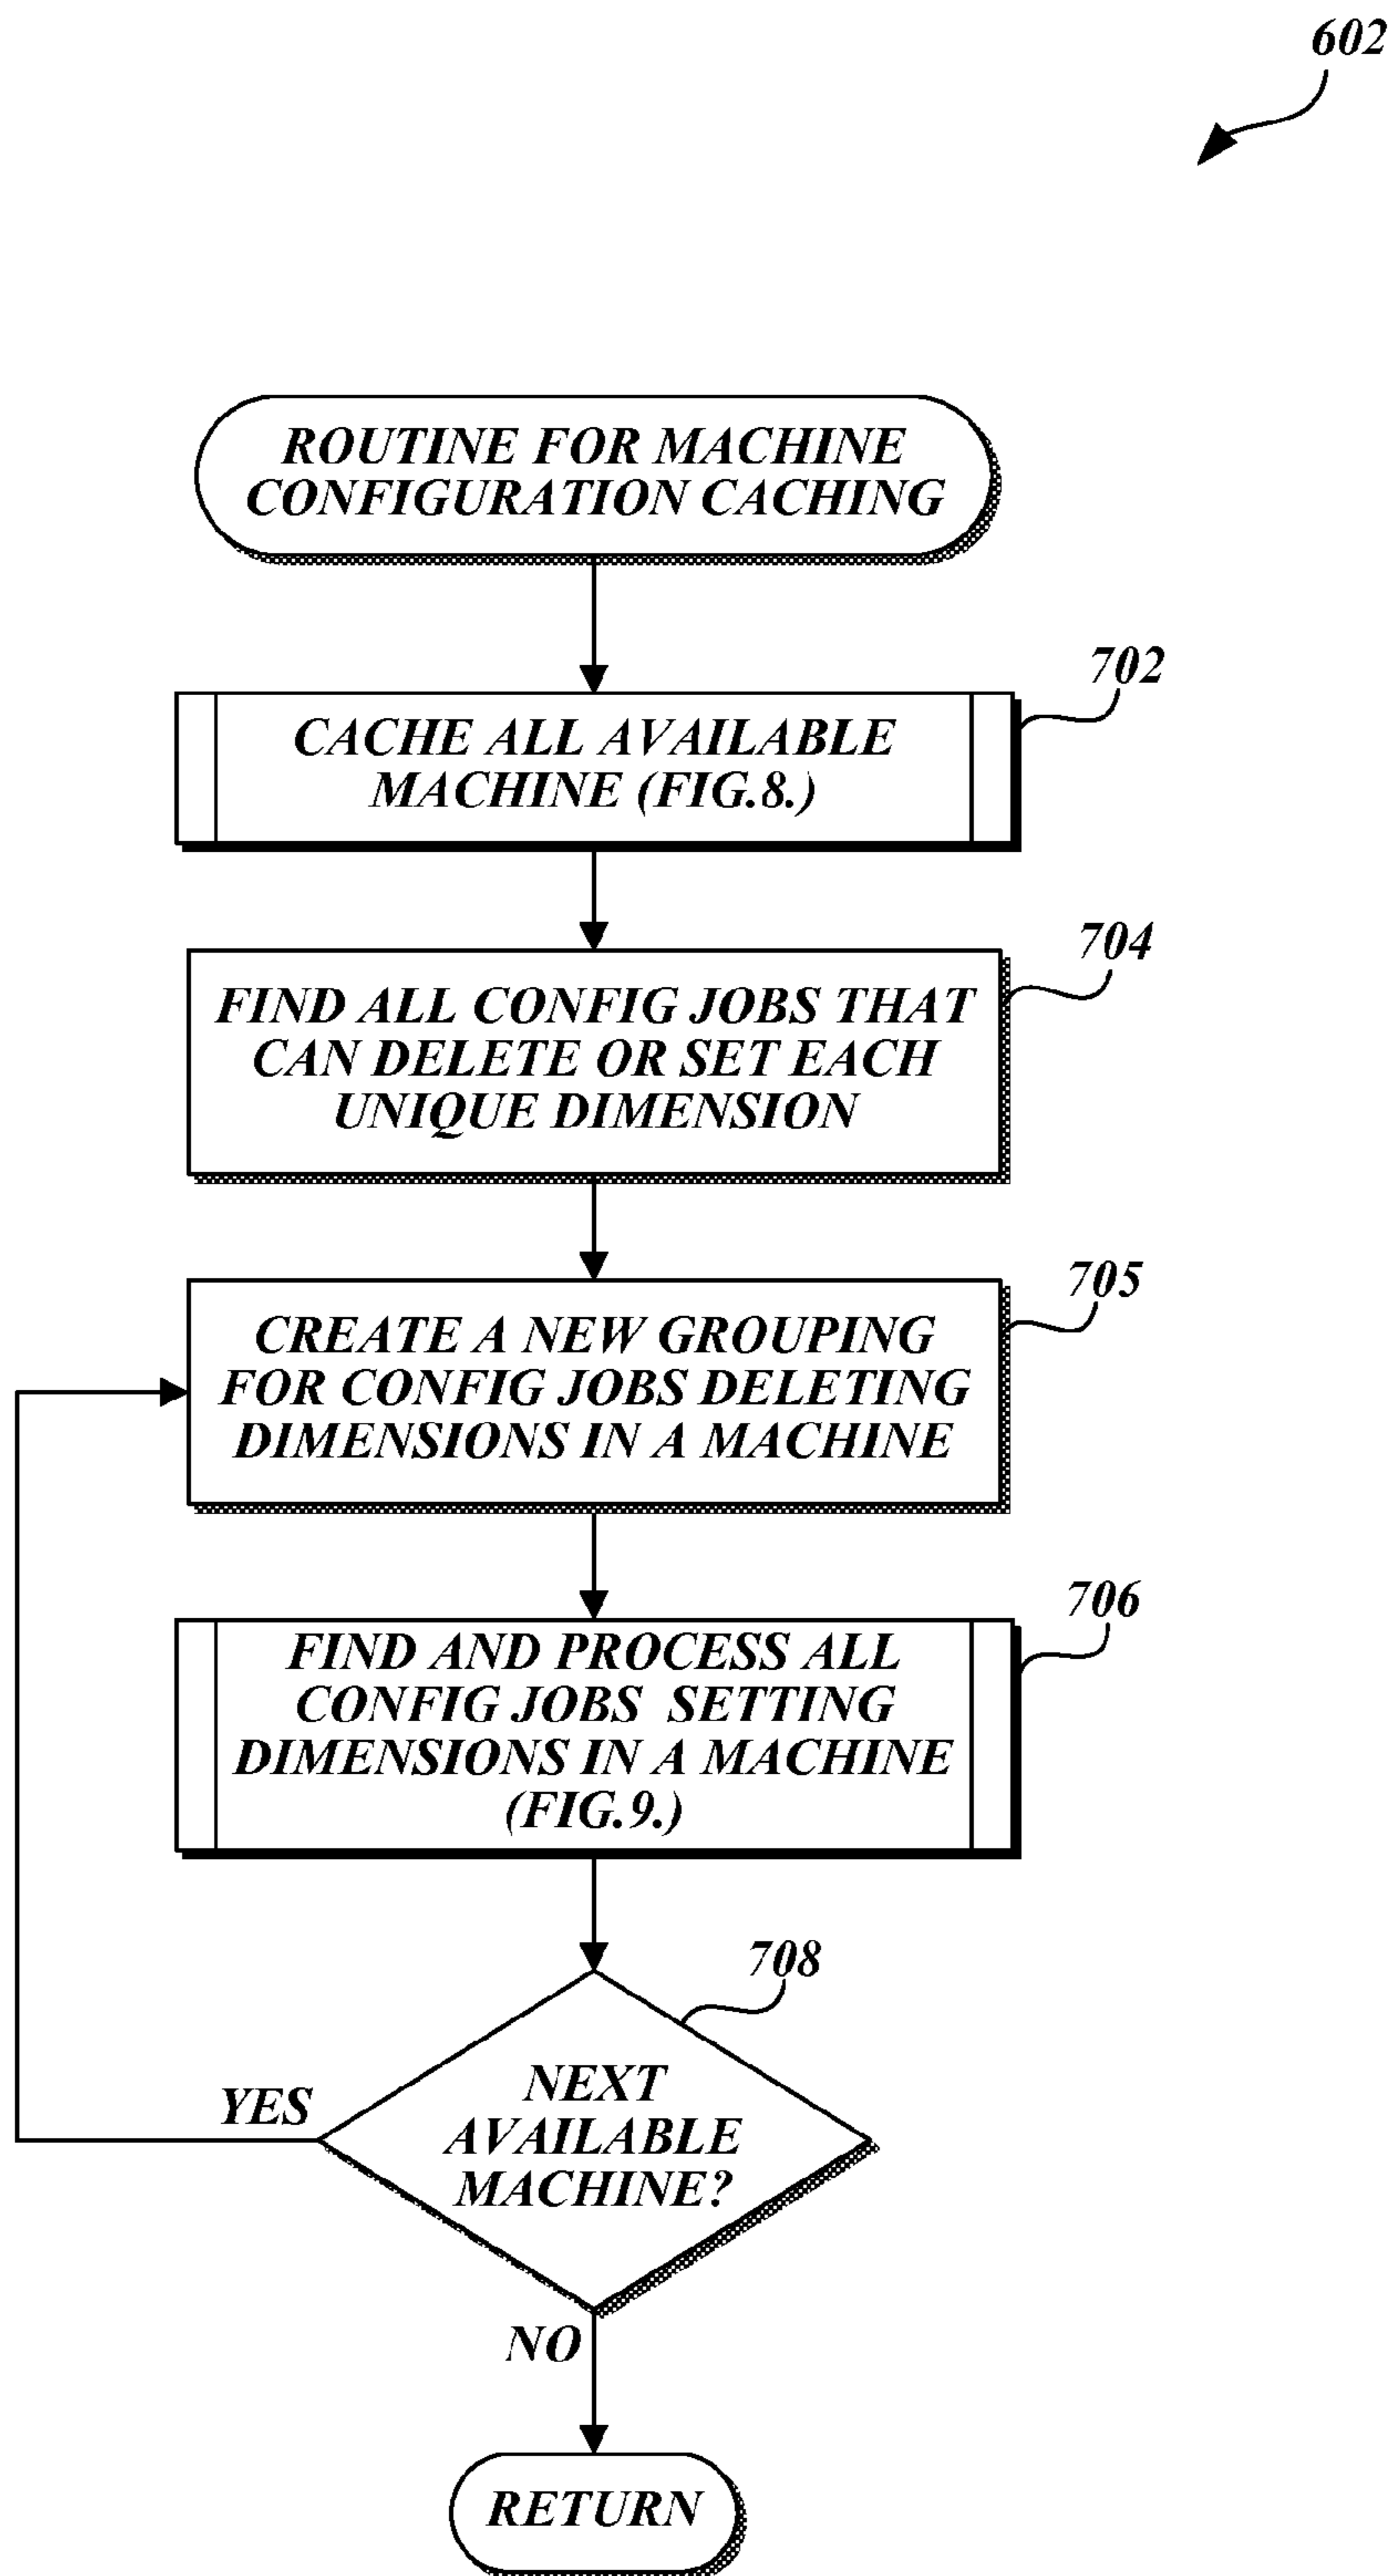 602
ROUTINE FOR MACHINE
CONFIGURATION CACHING
702
CACHE ALL AVAILABLE
MACHINE (FIG.8.)
704
FIND ALL CONFIG JOBS THAT
CAN DELETE OR SET EACH
UNIQUE DIMENSION
705
CREATE A NEW GROUPING
FOR CONFIG JOBS DELETING
DIMENSIONS IN A MACHINE
706
FIND AND PROCESS ALL
CONFIG JOBS SETTING
DIMENSIONS IN A MACHINE
(FIG.9.)
708
NEXT
AVAILABLE
MACHINE?
YES
NO
RETURN